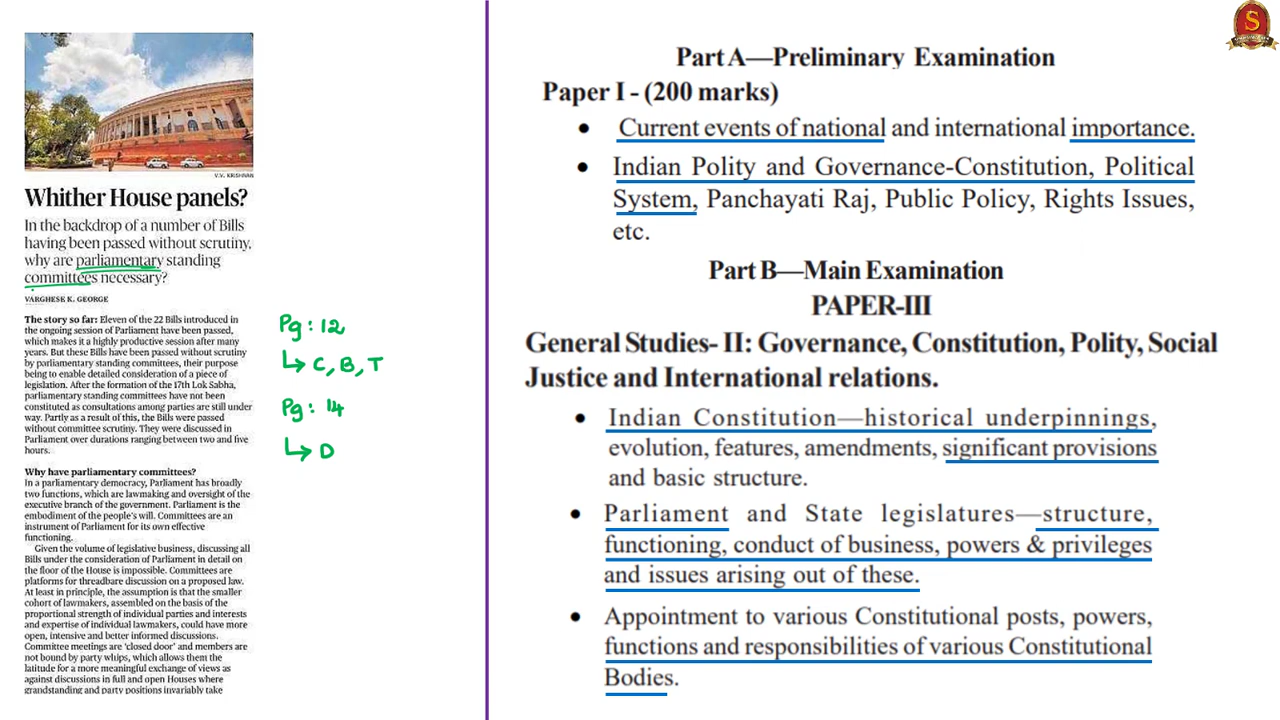 V.V. KRISHNAN
Whither House panels?
In the backdrop of a number of Bills
having been passed without scrutiny,
why are parliamentary standing
committees necessary?
VARGHESE K. GEORGE
The story so far: Eleven of the 22 Bills introduced in
the ongoing session of Parliament have been passed,
which makes it a highly productive session after many
years. But these Bills have been passed without scrutiny
by parliamentary standing committees, their purpose
being to enable detailed consideration of a piece of
legislation. After the formation of the 17th Lok Sabha,
parliamentary standing committees have not been
constituted as consultations among parties are still under
way. Partly as a result of this, the Bills were passed
without committee scrutiny. They were discussed in
Parliament over durations ranging between two and five
hours.
Why have parliamentary committees?
In a parliamentary democracy, Parliament has broadly
two functions, which are lawmaking and oversight of the
executive branch of the government. Parliament is the
embodiment of the people's will. Committees are an
instrument of Parliament for its own effective
functioning.
Given the volume of legislative business, discussing all
Bills under the consideration of Parliament in detail on
the floor of the House is impossible. Committees are
platforms for threadbare discussion on a proposed law.
At least in principle, the assumption is that the smaller
cohort of lawmakers, assembled on the basis of the
proportional strength of individual parties and interests
and expertise of individual lawmakers, could have more
open, intensive and better informed discussions.
Committee meetings are 'closed door' and members are
not bound by party whips, which allows them the
latitude for a more meaningful exchange of views as
against discussions in full and open Houses where
grandstanding and party positions invariably take
Pg: 12
↳ C, B, T
Pg: 14
↳ D
Part A—Preliminary Examination
Paper I - (200 marks)
• Current events of national and international importance.
• Indian Polity and Governance-Constitution, Political
System, Panchayati Raj, Public Policy, Rights Issues,
etc.
Part B—Main Examination
PAPER-III
General Studies- II: Governance, Constitution, Polity, Social
Justice and International relations.
• Indian Constitution—historical underpinnings,
evolution, features, amendments, significant provisions
and basic structure.
• Parliament and State legislatures—structure,
functioning, conduct of business, powers & privileges
and issues arising out of these.
• Appointment to various Constitutional posts, powers,
functions and responsibilities of various Constitutional
Bodies.
S